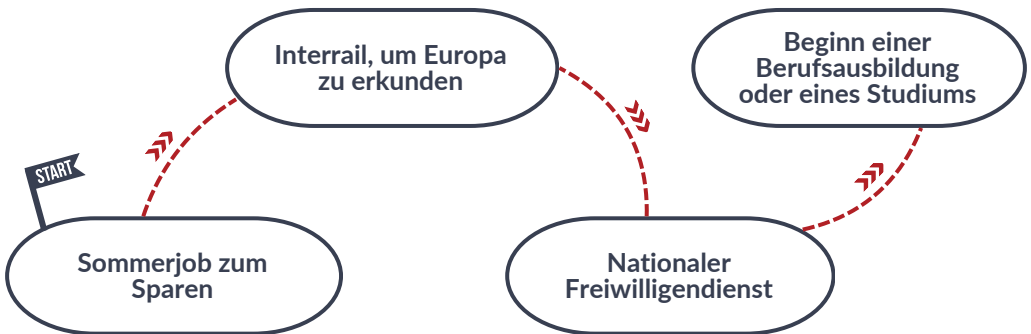 START
Sommerjob zum
Sparen
Interrail, um Europa
zu erkunden
Nationaler
Freiwilligendienst
Beginn einer
Berufsausbildung
oder eines Studiums